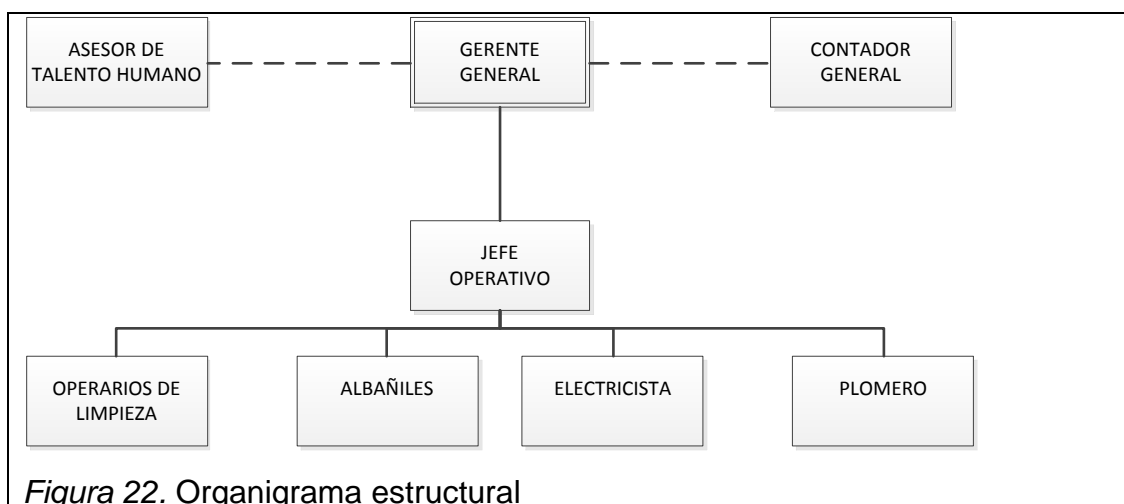 ASESOR DE
TALENTO HUMANO
GERENTE
GENERAL
CONTADOR
GENERAL
JEFE
OPERATIVO
OPERARIOS DE
LIMPIEZA
ALBAÑILES
ELECTRICISTA
PLOMERO
Figura 22. Organigrama estructural